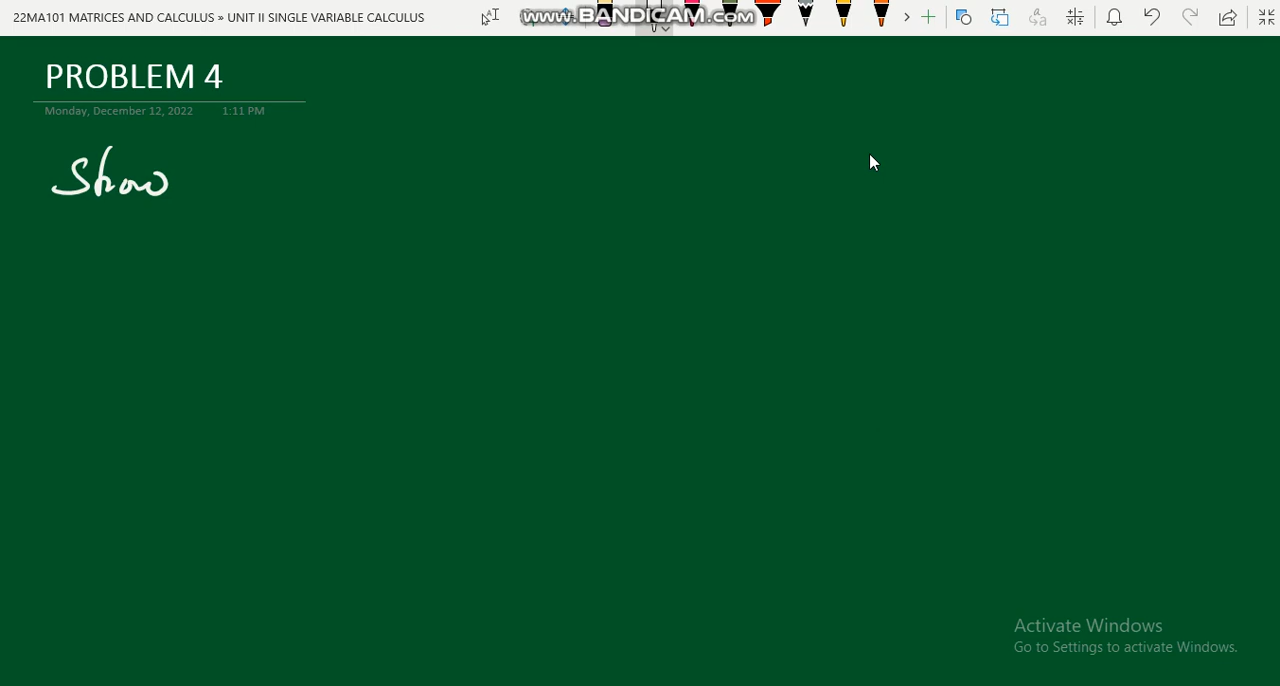 22MA101 MATRICES AND CALCULUS » UNIT II SINGLE VARIABLE CALCULUS
www.BANDICAM.com
PROBLEM 4
Monday, December 12, 2022 1:11 PM
Show
Activate Windows
Go to Settings to activate Windows.